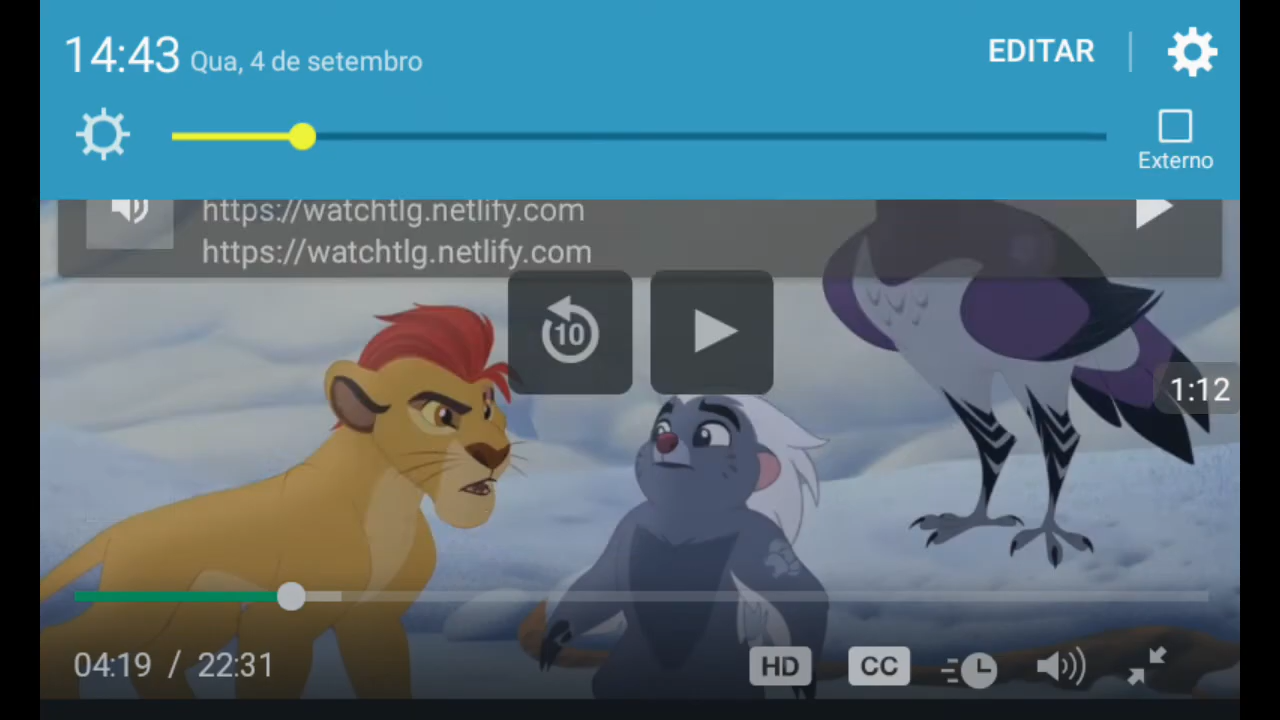 14:43 Qua, 4 de setembro
EDITAR
Externo
https://watchtlg.netlify.com
https://watchtlg.netlify.com
10
1:12
04:19 / 22:31
HD
CC